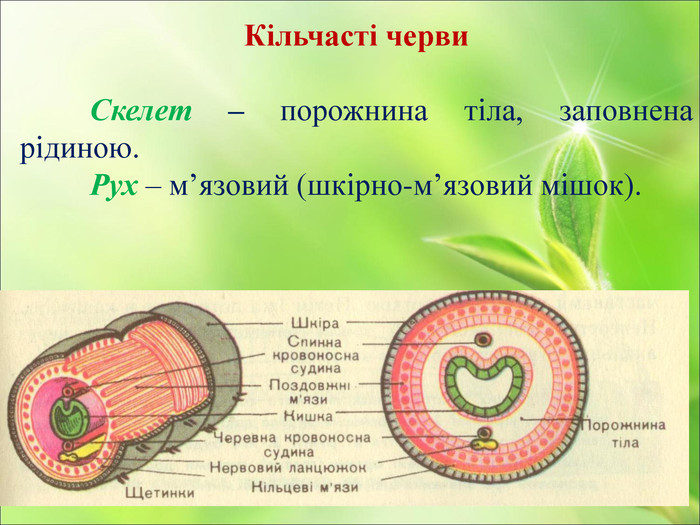 Кільчасті черви
Скелет – порожнина тіла, заповнена
рідиною.
Рух – м’язовий (шкірно-м’язовий мішок).
Шкіра
Спинна
кровоносна
судина
Поздовжні
м'язи
Кишка
Черевна кровоносна
судина
Нервовий ланцюжок
Щетинки
Кільцеві м'язи
Порожнина
тіла